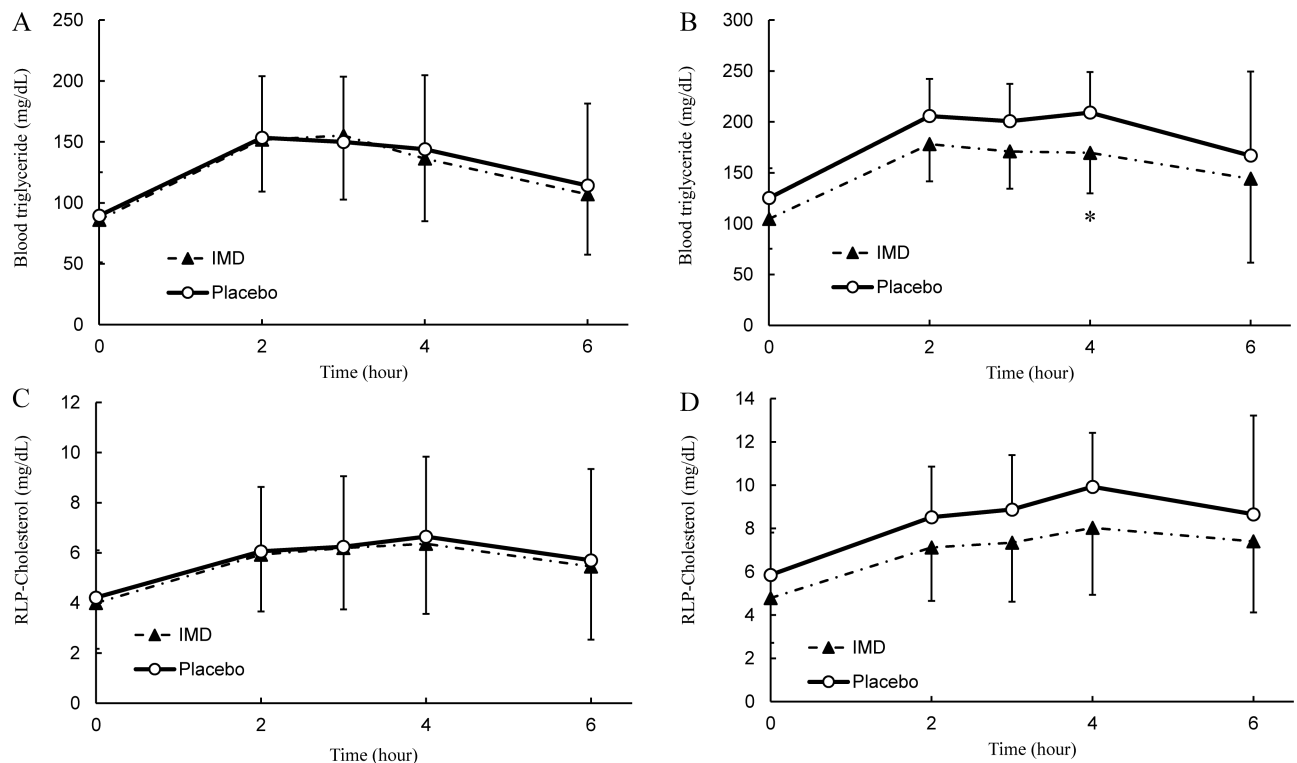 A
Blood triglyceride (mg/dL)
250
200
150
100
50
0
IMD
Placebo
0 2 4 6
Time (hour)
B
Blood triglyceride (mg/dL)
300
250
200
150
100
50
0
*
IMD
Placebo
0 2 4 6
Time (hour)
C
RLP-Cholesterol (mg/dL)
12
10
8
6
4
2
0
IMD
Placebo
0 2 4 6
Time (hour)
D
RLP-Cholesterol (mg/dL)
14
12
10
8
6
4
2
0
IMD
Placebo
0 2 4 6
Time (hour)